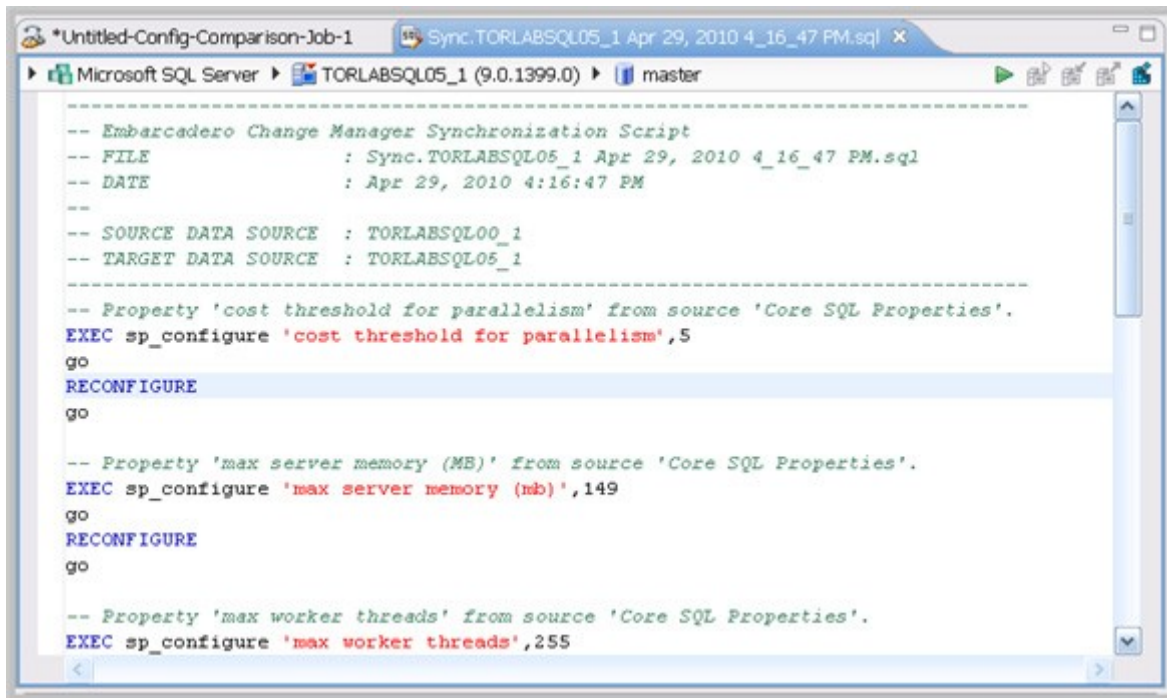 *Untitled-Config-Comparison-Job-1 Sync.TORLABSQL05_1 Apr 29, 2010 4_16_47 PM.sql
Microsoft SQL Server TORLABSQL05_1 (9.0.1399.0) master
--------------------------------------------------------------------------------
-- Embarcadero Change Manager Synchronization Script
-- FILE : Sync.TORLABSQL05_1 Apr 29, 2010 4_16_47 PM.sql
-- DATE : Apr 29, 2010 4:16:47 PM
--
-- SOURCE DATA SOURCE : TORLABSQL00_1
-- TARGET DATA SOURCE : TORLABSQL05_1
--------------------------------------------------------------------------------
-- Property 'cost threshold for parallelism' from source 'Core SQL Properties'.
EXEC sp_configure 'cost threshold for parallelism',5
go
RECONFIGURE
go
-- Property 'max server memory (MB)' from source 'Core SQL Properties'.
EXEC sp_configure 'max server memory (mb)',149
go
RECONFIGURE
go
-- Property 'max worker threads' from source 'Core SQL Properties'.
EXEC sp_configure 'max worker threads',255